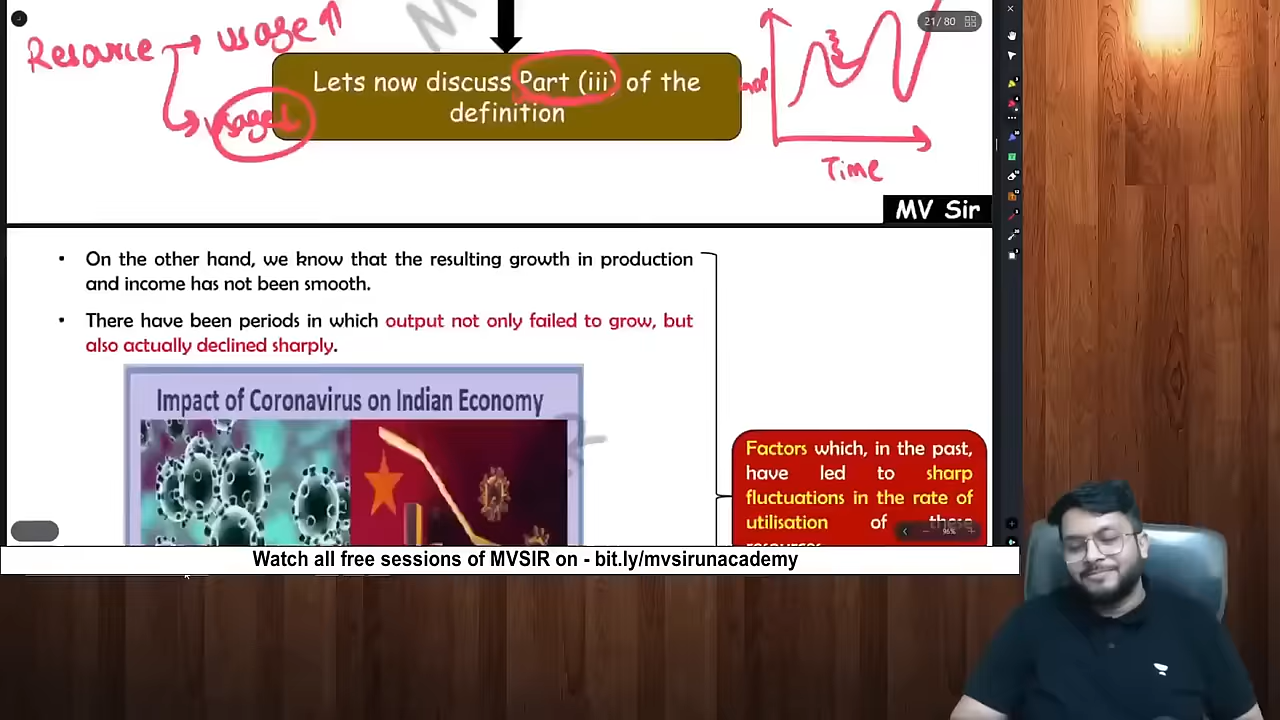 Resource → usage ↑
usage↓
Lets now discuss Part (iii) of the
definition
Time
21/80
MV Sir
• On the other hand, we know that the resulting growth in production
and income has not been smooth.
• There have been periods in which output not only failed to grow, but
also actually declined sharply.
Impact of Coronavirus on Indian Economy
Factors which, in the past,
have led to sharp
fluctuations in the rate of
utilisation of these
resources
96%
Watch all free sessions of MVSIR on - bit.ly/mvsirunacademy